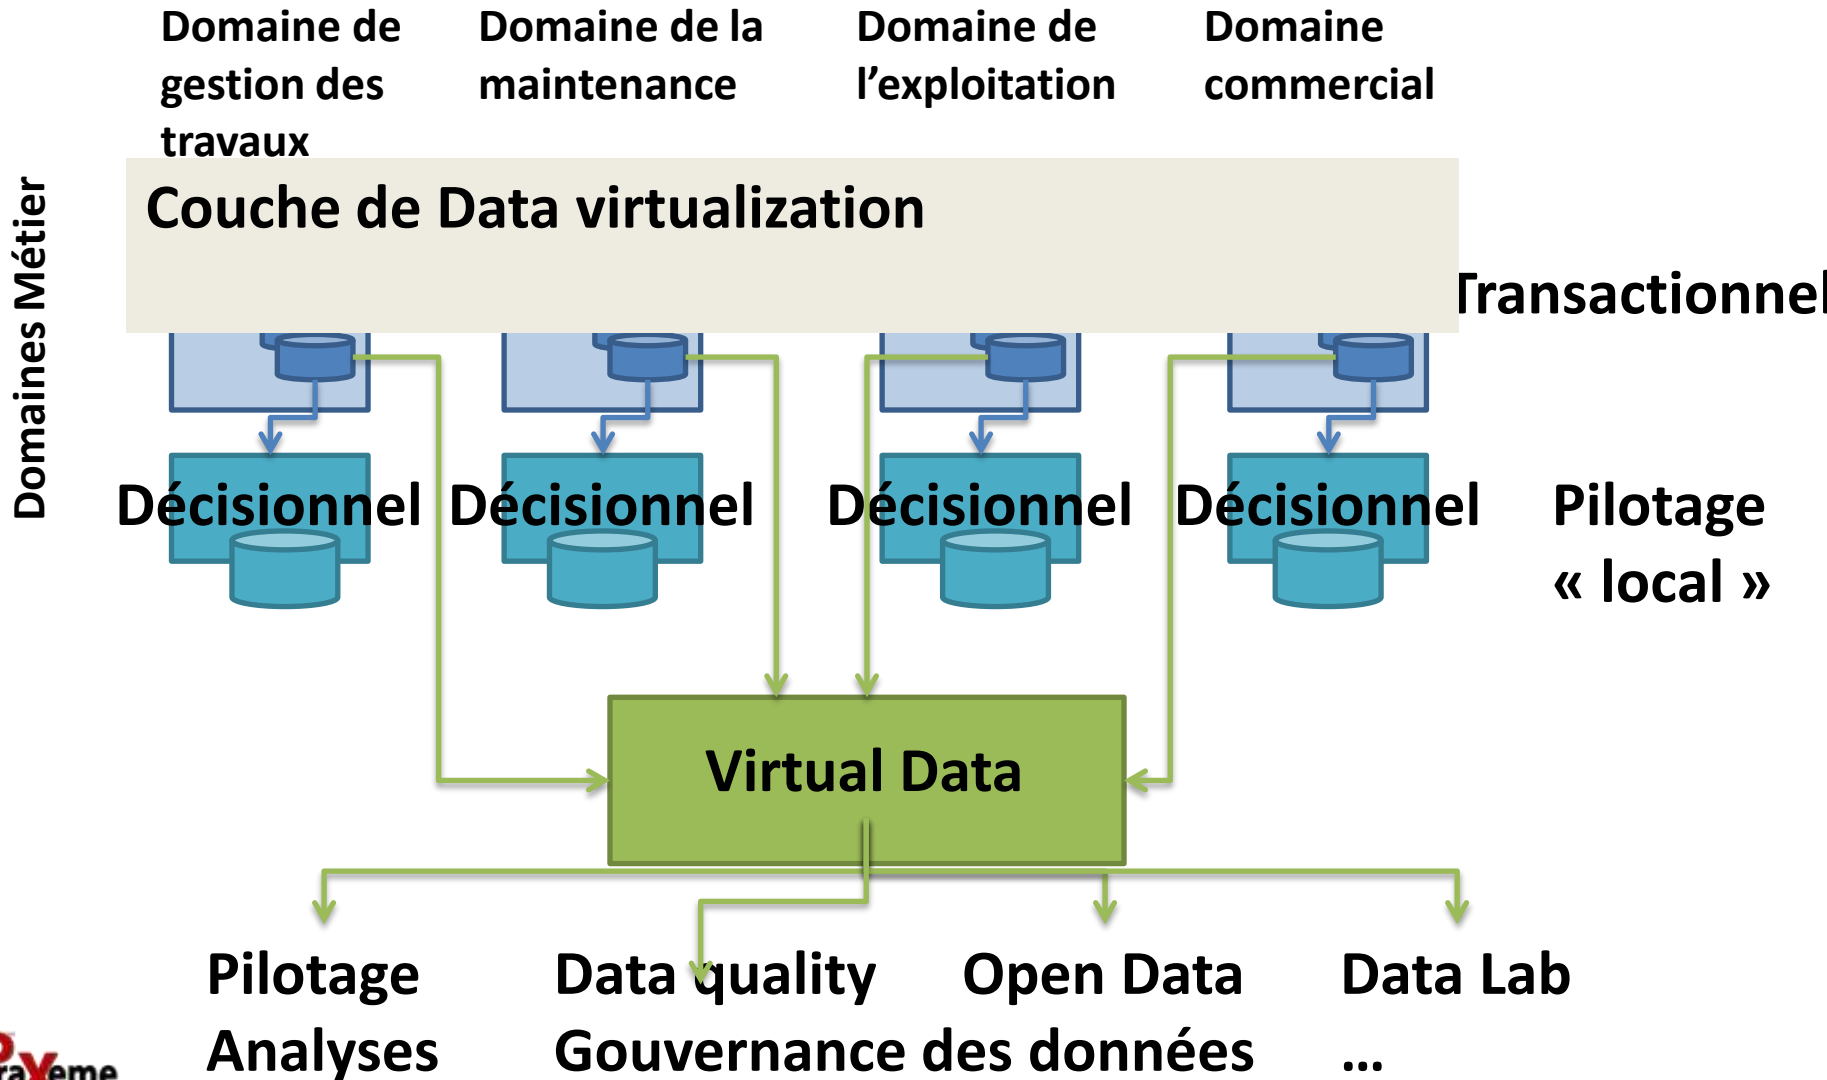 Domaine de
gestion des
travaux
Domaine de la
maintenance
Domaine de
l’exploitation
Domaine
commercial
Domaines Métier
Couche de Data virtualization
Transactionnel
Décisionnel
Décisionnel
Décisionnel
Décisionnel
Pilotage
« local »
Virtual Data
Pilotage
Analyses
Data quality
Open Data
Gouvernance des données
Data Lab
...